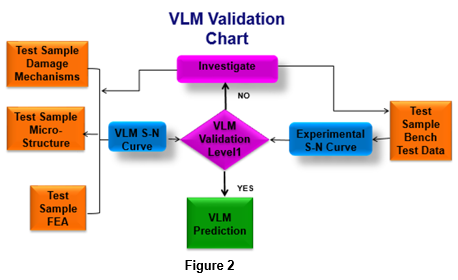 VLM Validation
Chart
Test Sample
Damage
Mechanisms
Investigate
NO
Test Sample
Micro-
Structure
VLM S-N
Curve
VLM
Validation
Level1
Experimental
S-N Curve
Test
Sample
Bench
Test Data
YES
Test
Sample
FEA
VLM
Prediction
Figure 2